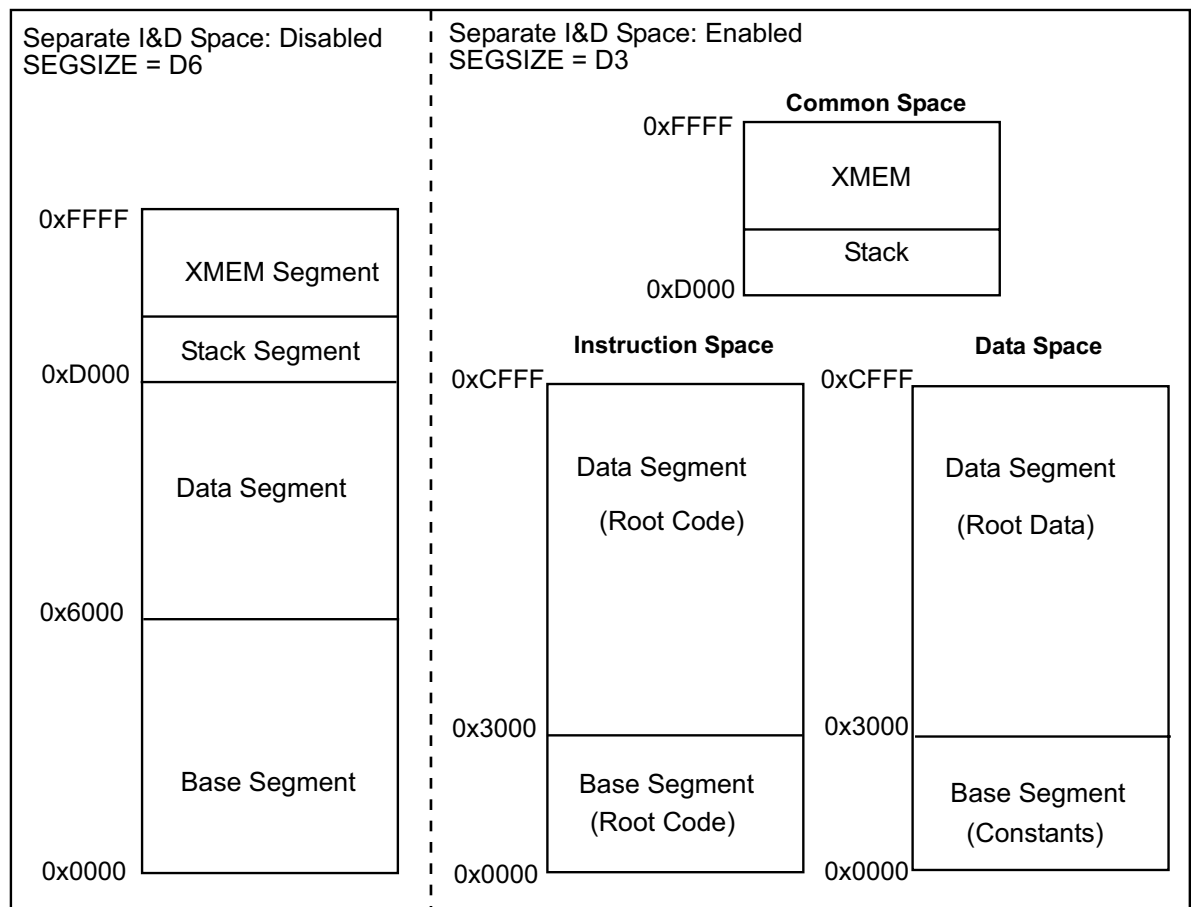 Separate I&D Space: Disabled
SEGSIZE = D6
0xFFFF
XMEM Segment
Stack Segment
0xD000
Data Segment
0x6000
Base Segment
0x0000
Separate I&D Space: Enabled
SEGSIZE = D3
Common Space
0xFFFF
XMEM
Stack
0xD000
Instruction Space
0xCFFF
Data Segment
(Root Code)
0x3000
Base Segment
(Root Code)
0x0000
Data Space
0xCFFF
Data Segment
(Root Data)
0x3000
Base Segment
(Constants)
0x0000